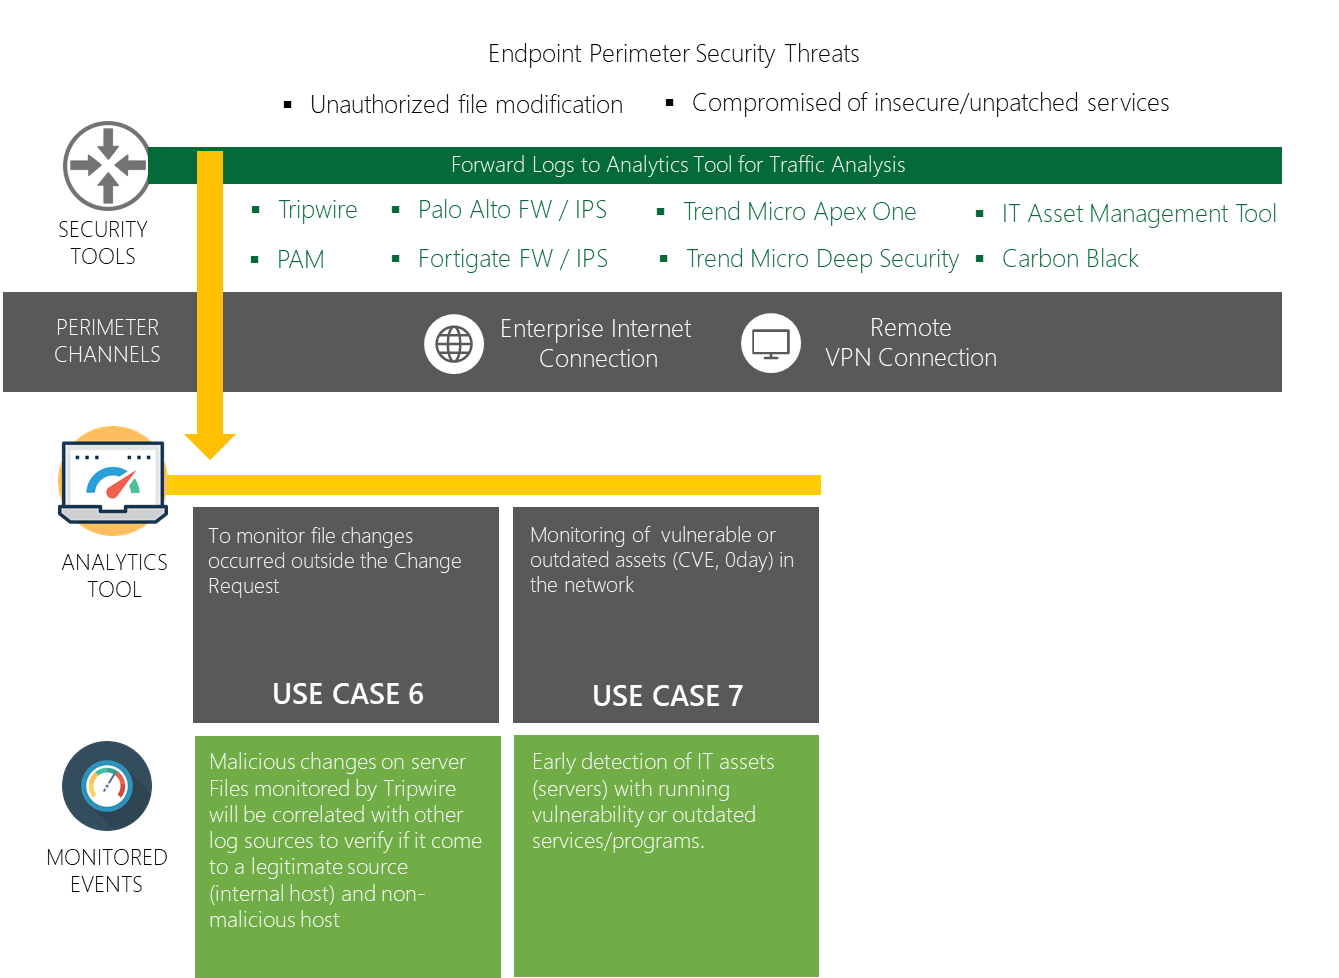 Endpoint Perimeter Security Threats
▪ Unauthorized file modification
▪ Compromised of insecure/unpatched services
Forward Logs to Analytics Tool for Traffic Analysis
SECURITY
TOOLS
▪ Tripwire
▪ Palo Alto FW / IPS
▪ Trend Micro Apex One
▪ IT Asset Management Tool
▪ PAM
▪ Fortigate FW / IPS
▪ Trend Micro Deep Security
▪ Carbon Black
PERIMETER
CHANNELS
Enterprise Internet
Connection
Remote
VPN Connection
ANALYTICS
TOOL
To monitor file changes
occurred outside the Change
Request
USE CASE 6
Monitoring of  vulnerable or
outdated assets (CVE, 0day) in
the network
USE CASE 7
MONITORED
EVENTS
Malicious changes on server
Files monitored by Tripwire
will be correlated with other
log sources to verify if it come
to a legitimate source
(internal host) and non-
malicious host
Early detection of IT assets
(servers) with running
vulnerability or outdated
services/programs.